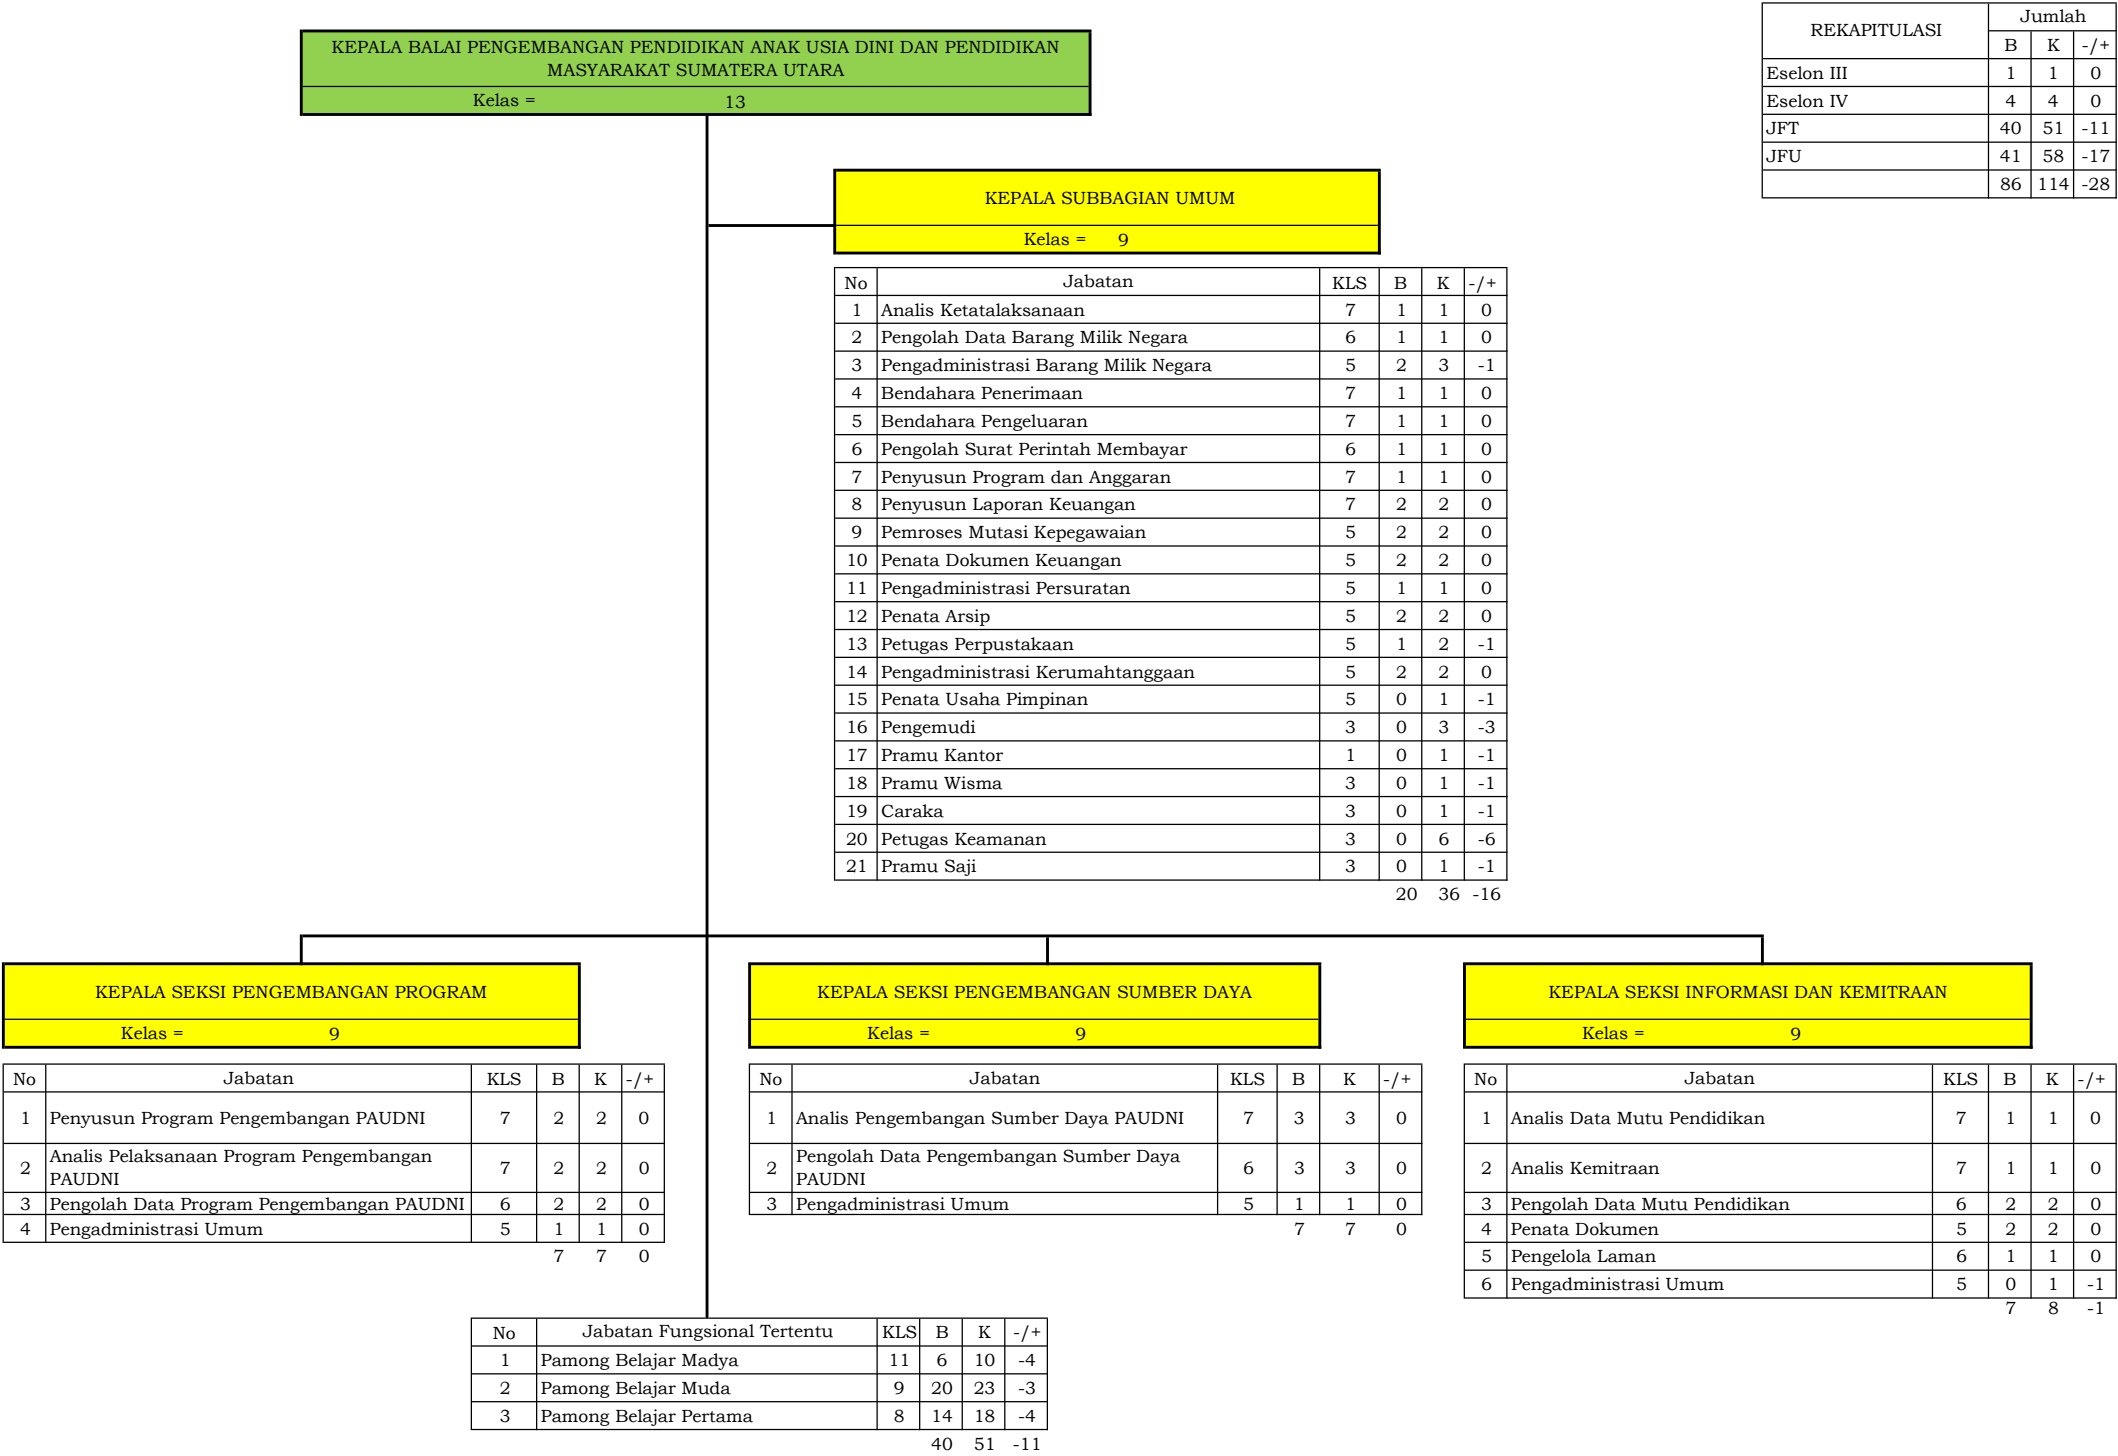 KEPALA BALAI PENGEMBANGAN PENDIDIKAN ANAK USIA DINI DAN PENDIDIKAN
MASYARAKAT SUMATERA UTARA
Kelas = 13
REKAPITULASI Jumlah
B K -/+
Eselon III 1 1 0
Eselon IV 4 4 0
JFT 40 51 -11
JFU 41 58 -17
86 114 -28
KEPALA SUBBAGIAN UMUM
Kelas = 9
No Jabatan KLS B K -/+
1 Analis Ketatalaksanaan 7 1 1 0
2 Pengolah Data Barang Milik Negara 6 1 1 0
3 Pengadministrasi Barang Milik Negara 5 2 3 -1
4 Bendahara Penerimaan 7 1 1 0
5 Bendahara Pengeluaran 7 1 1 0
6 Pengolah Surat Perintah Membayar 6 1 1 0
7 Penyusun Program dan Anggaran 7 1 1 0
8 Penyusun Laporan Keuangan 7 2 2 0
9 Pemroses Mutasi Kepegawaian 5 2 2 0
10 Penata Dokumen Keuangan 5 2 2 0
11 Pengadministrasi Persuratan 5 1 1 0
12 Penata Arsip 5 2 2 0
13 Petugas Perpustakaan 5 1 2 -1
14 Pengadministrasi Kerumahtanggaan 5 2 2 0
15 Penata Usaha Pimpinan 5 0 1 -1
16 Pengemudi 3 0 3 -3
17 Pramu Kantor 1 0 1 -1
18 Pramu Wisma 3 0 1 -1
19 Caraka 3 0 1 -1
20 Petugas Keamanan 3 0 6 -6
21 Pramu Saji 3 0 1 -1
20 36 -16
KEPALA SEKSI PENGEMBANGAN PROGRAM
Kelas = 9
No Jabatan KLS B K -/+
1 Penyusun Program Pengembangan PAUDNI 7 2 2 0
2 Analis Pelaksanaan Program Pengembangan
PAUDNI 7 2 2 0
3 Pengolah Data Program Pengembangan PAUDNI 6 2 2 0
4 Pengadministrasi Umum 5 1 1 0
7 7 0
KEPALA SEKSI PENGEMBANGAN SUMBER DAYA
Kelas = 9
No Jabatan KLS B K -/+
1 Analis Pengembangan Sumber Daya PAUDNI 7 3 3 0
2 Pengolah Data Pengembangan Sumber Daya
PAUDNI 6 3 3 0
3 Pengadministrasi Umum 5 1 1 0
7 7 0
KEPALA SEKSI INFORMASI DAN KEMITRAAN
Kelas = 9
No Jabatan KLS B K -/+
1 Analis Data Mutu Pendidikan 7 1 1 0
2 Analis Kemitraan 7 1 1 0
3 Pengolah Data Mutu Pendidikan 6 2 2 0
4 Penata Dokumen 5 2 2 0
5 Pengelola Laman 6 1 1 0
6 Pengadministrasi Umum 5 0 1 -1
7 8 -1
No Jabatan Fungsional Tertentu KLS B K -/+
1 Pamong Belajar Madya 11 6 10 -4
2 Pamong Belajar Muda 9 20 23 -3
3 Pamong Belajar Pertama 8 14 18 -4
40 51 -11